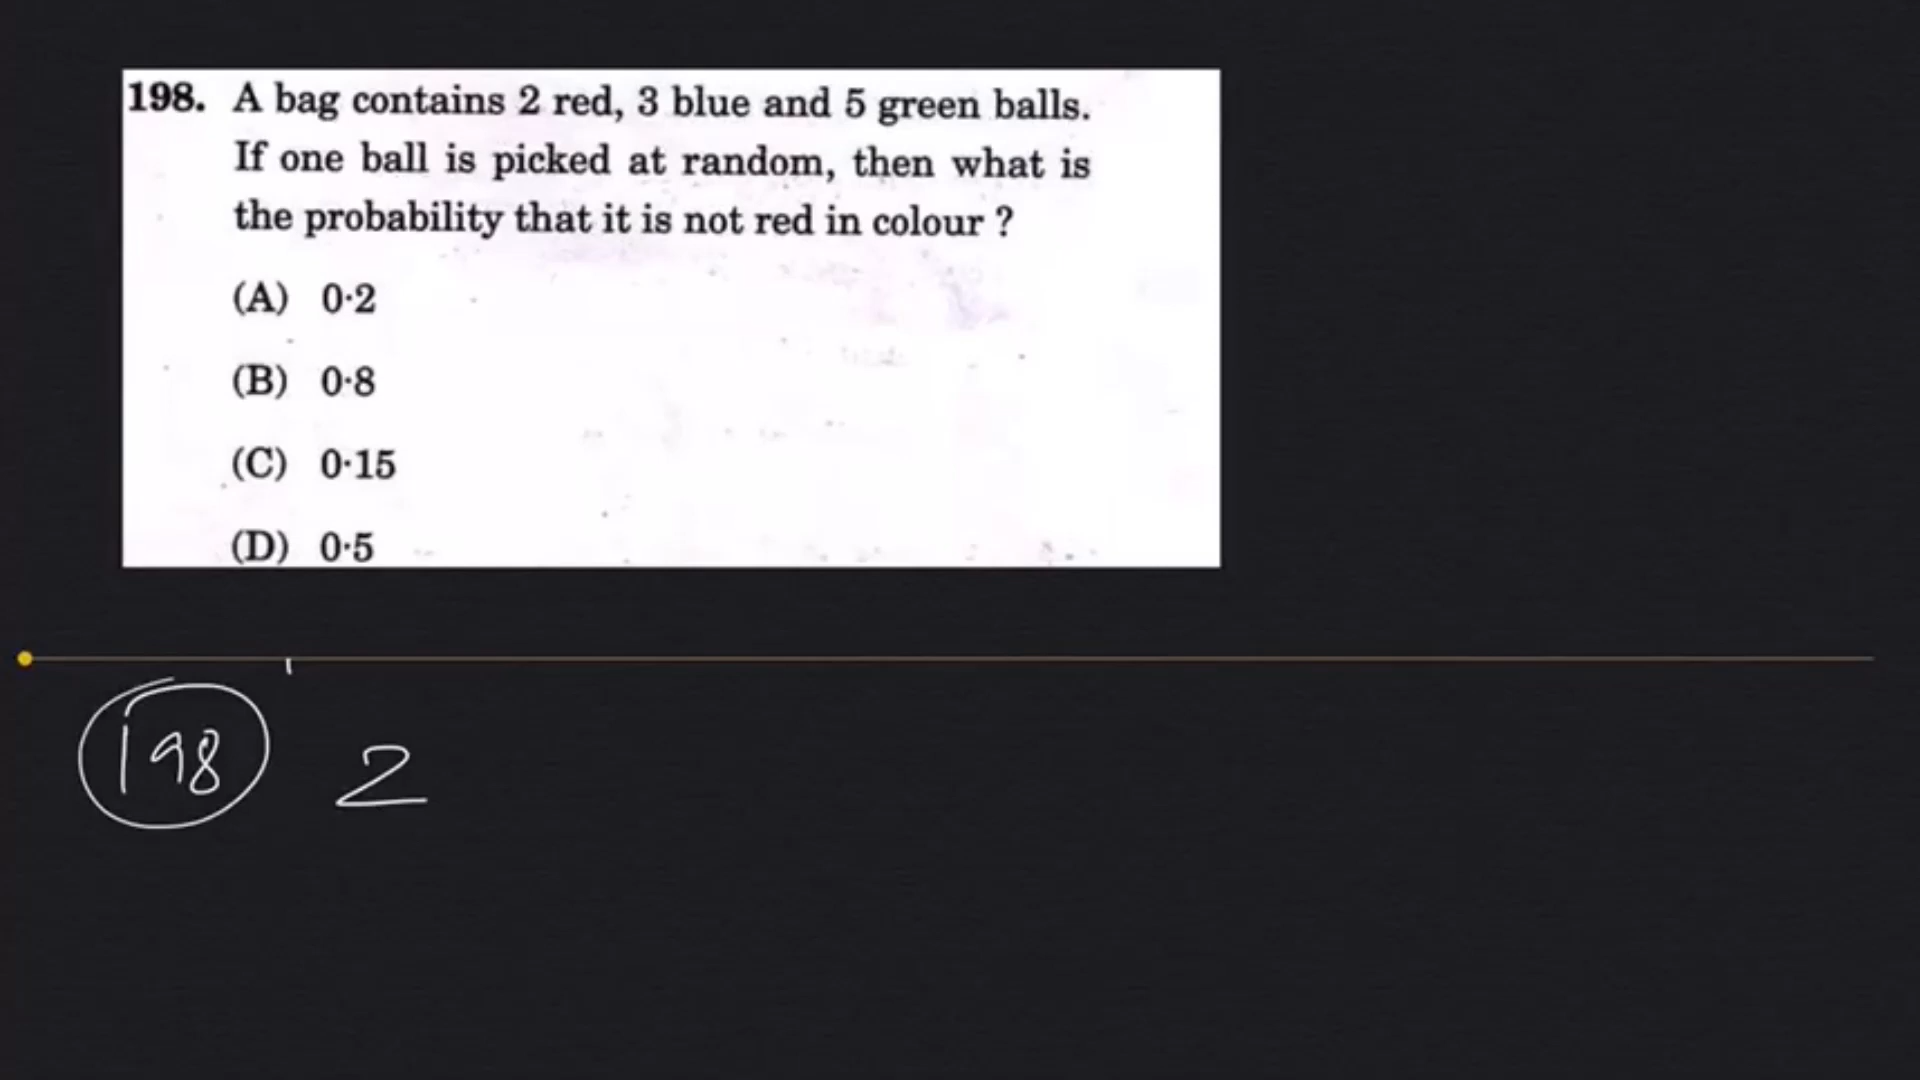 198. A bag contains 2 red, 3 blue and 5 green balls.
If one ball is picked at random, then what is
the probability that it is not red in colour ?
(A) 0·2
(B) 0·8
(C) 0·15
(D) 0·5
198 2